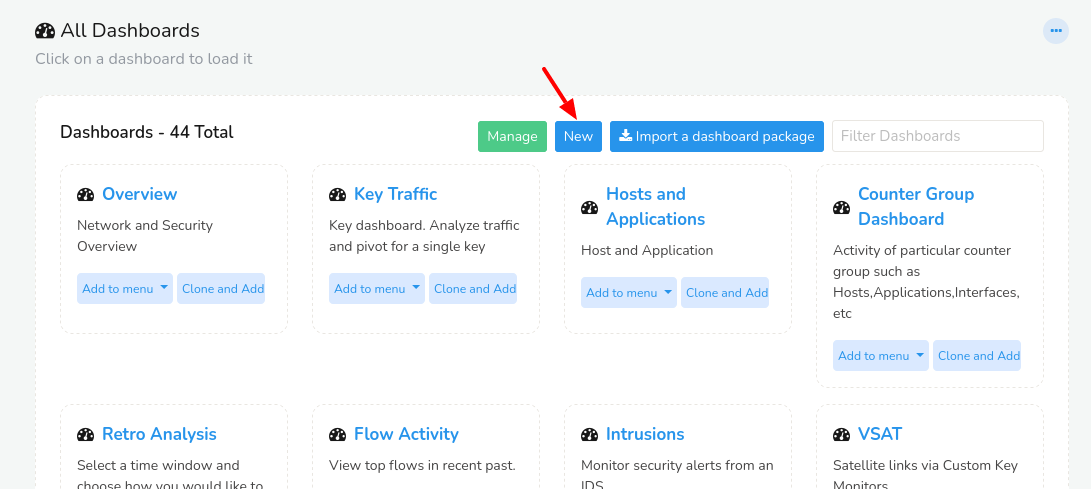 All Dashboards
Click on a dashboard to load it
Dashboards - 44 Total
Manage
New
Import a dashboard package
Filter Dashboards
Overview
Network and Security
Overview
Add to menu
Clone and Add
Key Traffic
Key dashboard. Analyze traffic
and pivot for a single key
Add to menu
Clone and Add
Hosts and
Applications
Host and Application
Add to menu
Clone and Add
Counter Group
Dashboard
Activity of particular counter
group such as
Hosts,Applications,Interfaces,
etc
Add to menu
Clone and Add
Retro Analysis
Select a time window and
choose how you would like to
Flow Activity
View top flows in recent past.
Intrusions
Monitor security alerts from an
IDS
VSAT
Satellite links via Custom Key
Monitors